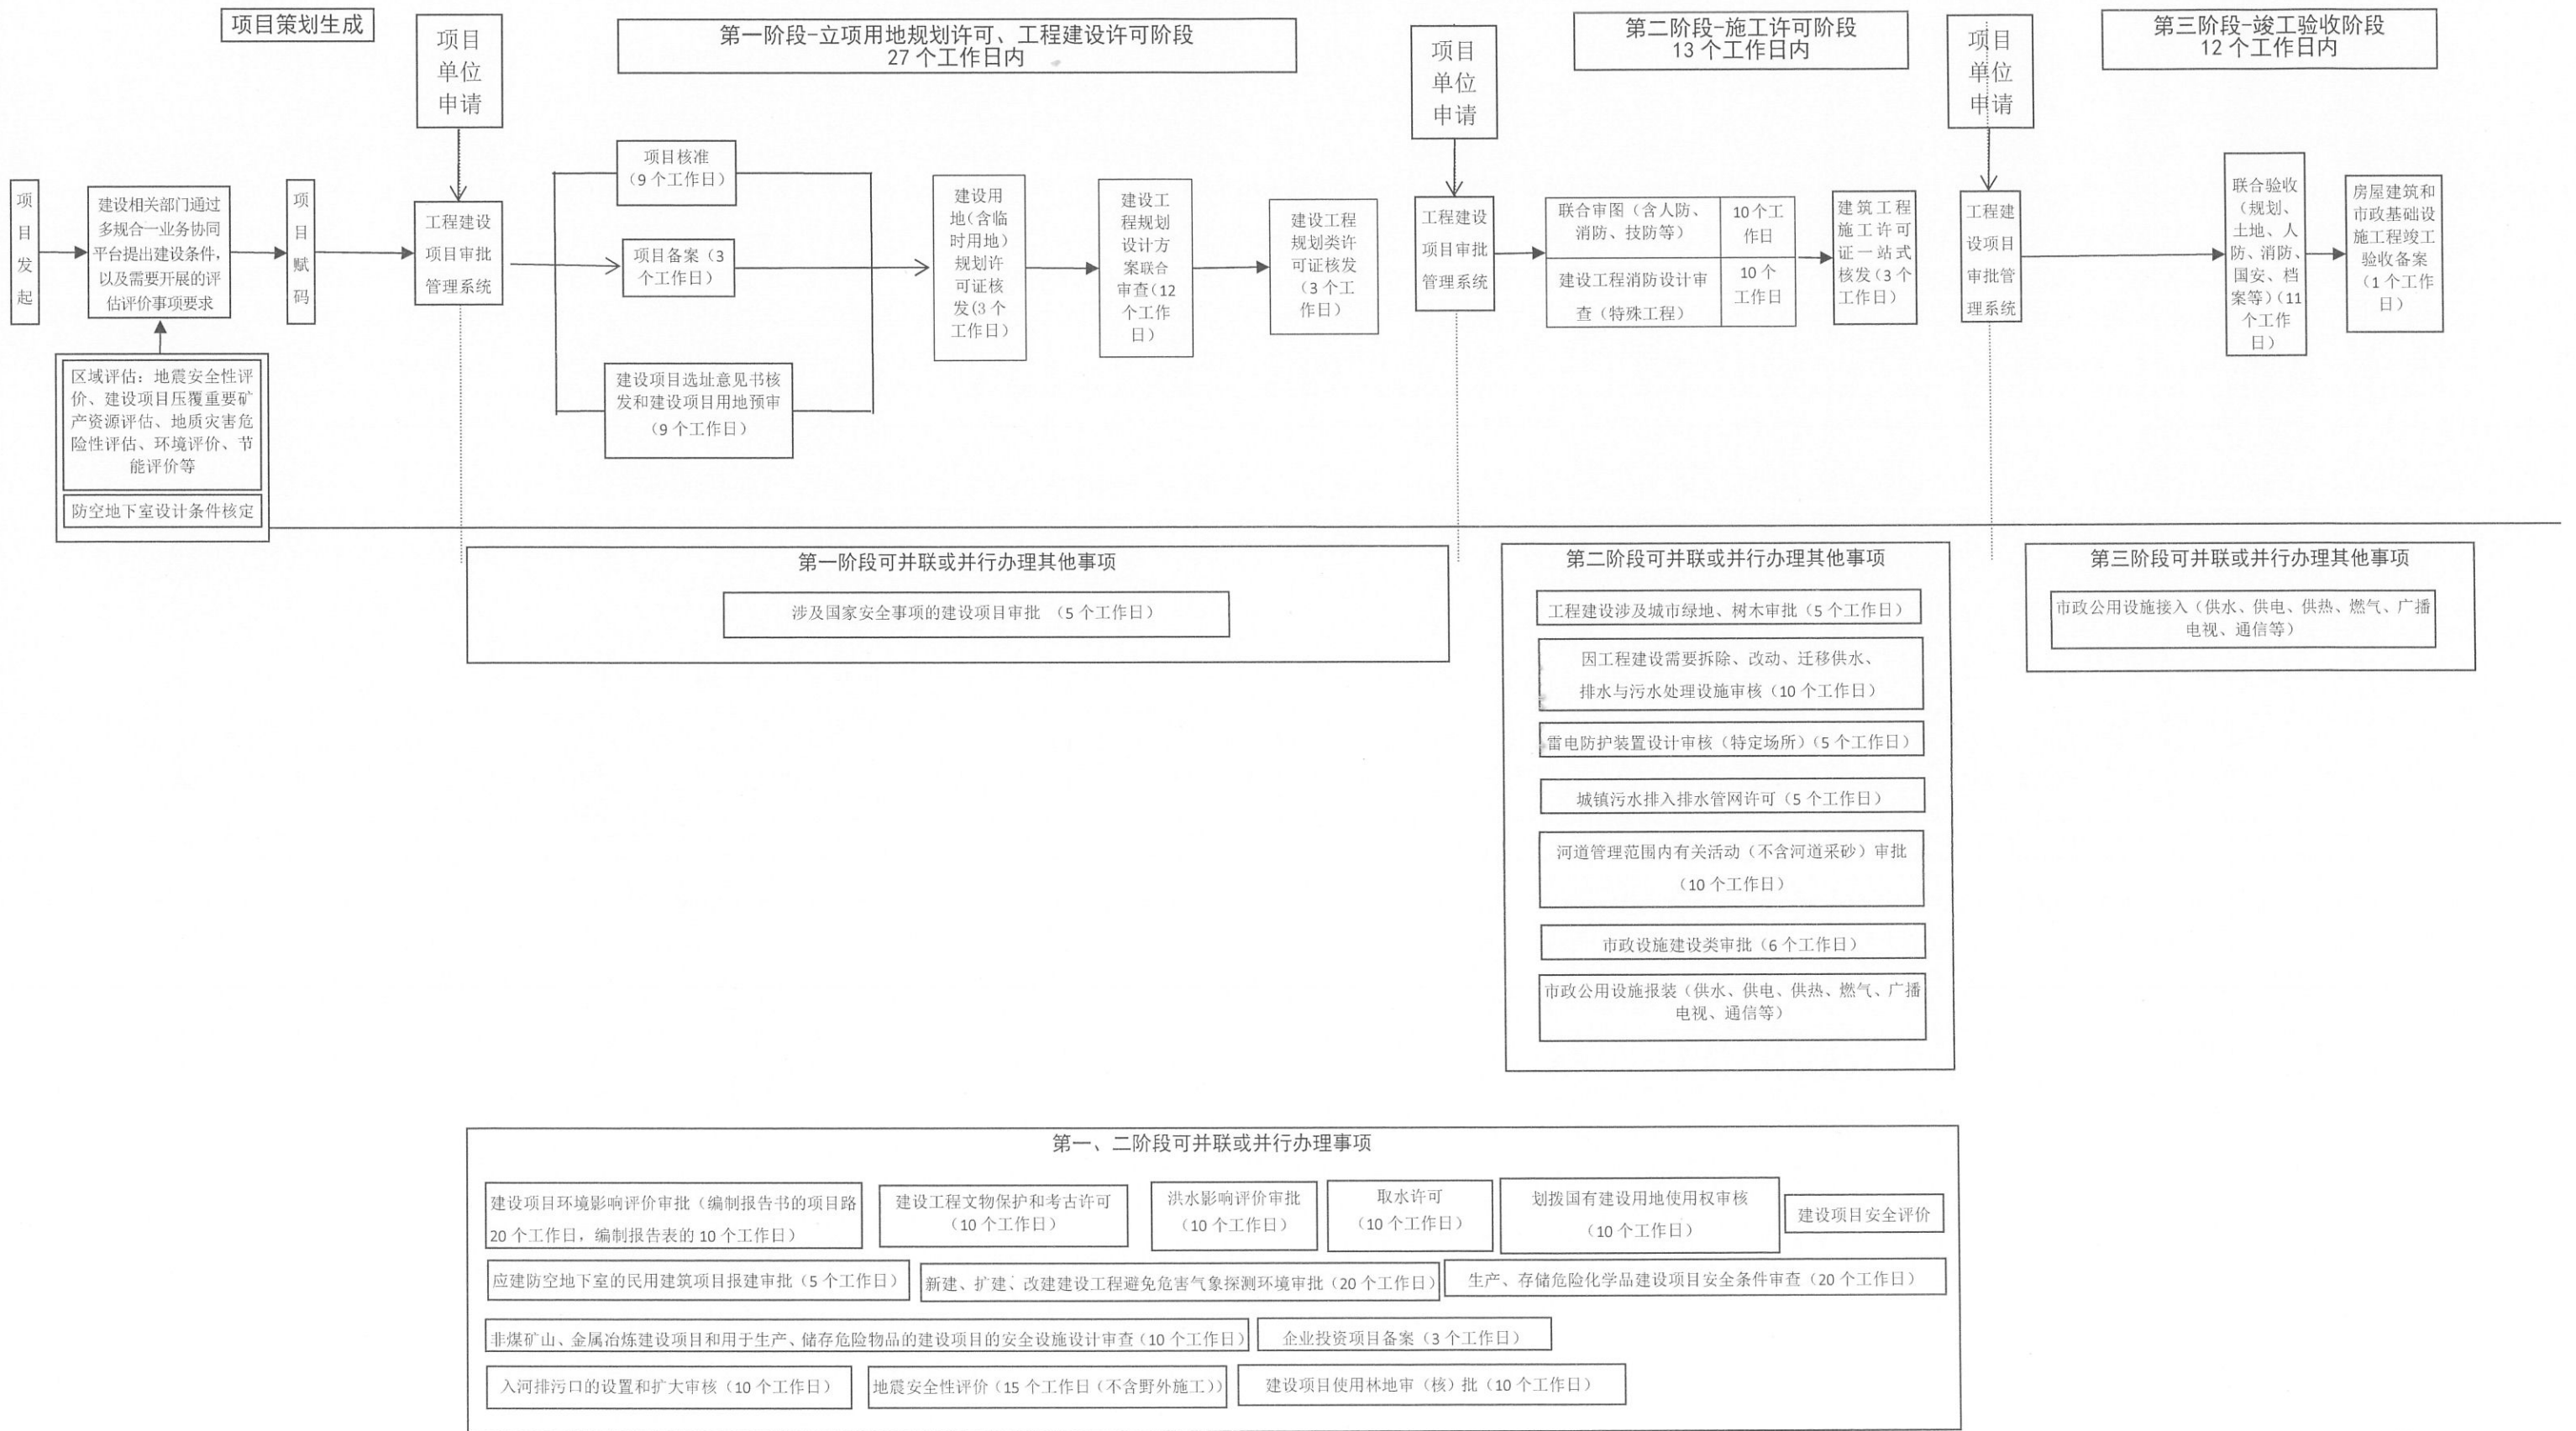 项目策划生成
项目
单位
申请
第一阶段-立项用地规划许可、工程建设许可阶段
27 个工作日内
项目
单位
申请
第二阶段-施工许可阶段
13 个工作日内
项目
单位
申请
第三阶段-竣工验收阶段
12 个工作日内
项
目
发
起
建设相关部门通过
多规合一业务协同
平台提出建设条件，
以及需要开展的评
估评价事项要求
项
目
赋
码
工程建设
项目审批
管理系统
项目核准
（9 个工作日）
项目备案（3
个工作日）
建设项目选址意见书核
发和建设项目用地预审
（9 个工作日）
建设用
地(含临
时用地）
规划许
可证核
发(3 个
工作日）
建设工
程规划
设计方
案联合
审查(12
个工作
日）
建设工程
规划类许
可证核发
（3 个工
作日）
工程建设
项目审批
管理系统
联合审图（含人防、
消防、技防等）
10 个工
作日
建设工程消防设计审
查（特殊工程）
10 个
工作日
建筑工程
施工许可
证一站式
核发（3 个
工作日）
工程建
设项目
审批管
理系统
联合验收
（规划、
土地、人
防、消防、
国安、档
案等）（11
个工作
日）
房屋建筑和
市政基础设
施工程竣工
验收备案
（1 个工作
日）
区域评估：地震安全性评
价、建设项目压覆重要矿
产资源评估、地质灾害危
险性评估、环境评价、节
能评价等
防空地下室设计条件核定
第一阶段可并联或并行办理其他事项
涉及国家安全事项的建设项目审批 （5 个工作日）
第二阶段可并联或并行办理其他事项
工程建设涉及城市绿地、树木审批（5 个工作日）
因工程建设需要拆除、改动、迁移供水、
排水与污水处理设施审核（10 个工作日）
雷电防护装置设计审核（特定场所）（5 个工作日）
城镇污水排入排水管网许可（5 个工作日）
河道管理范围内有关活动（不含河道采砂）审批
（10 个工作日）
市政设施建设类审批（6 个工作日）
市政公用设施报装（供水、供电、供热、燃气、广播
电视、通信等）
第三阶段可并联或并行办理其他事项
市政公用设施接入（供水、供电、供热、燃气、广播
电视、通信等）
第一、二阶段可并联或并行办理事项
建设项目环境影响评价审批（编制报告书的项目路
20 个工作日，编制报告表的 10 个工作日）
建设工程文物保护和考古许可
（10 个工作日）
洪水影响评价审批
（10 个工作日）
取水许可
（10 个工作日）
划拨国有建设用地使用权审核
（10 个工作日）
建设项目安全评价
应建防空地下室的民用建筑项目报建审批（5 个工作日）
新建、扩建、改建建设工程避免危害气象探测环境审批（20 个工作日）
生产、存储危险化学品建设项目安全条件审查（20 个工作日）
非煤矿山、金属冶炼建设项目和用于生产、储存危险物品的建设项目的安全设施设计审查（10 个工作日）
企业投资项目备案（3 个工作日）
入河排污口的设置和扩大审核（10 个工作日）
地震安全性评价（15 个工作日（不含野外施工））
建设项目使用林地审（核）批（10 个工作日）